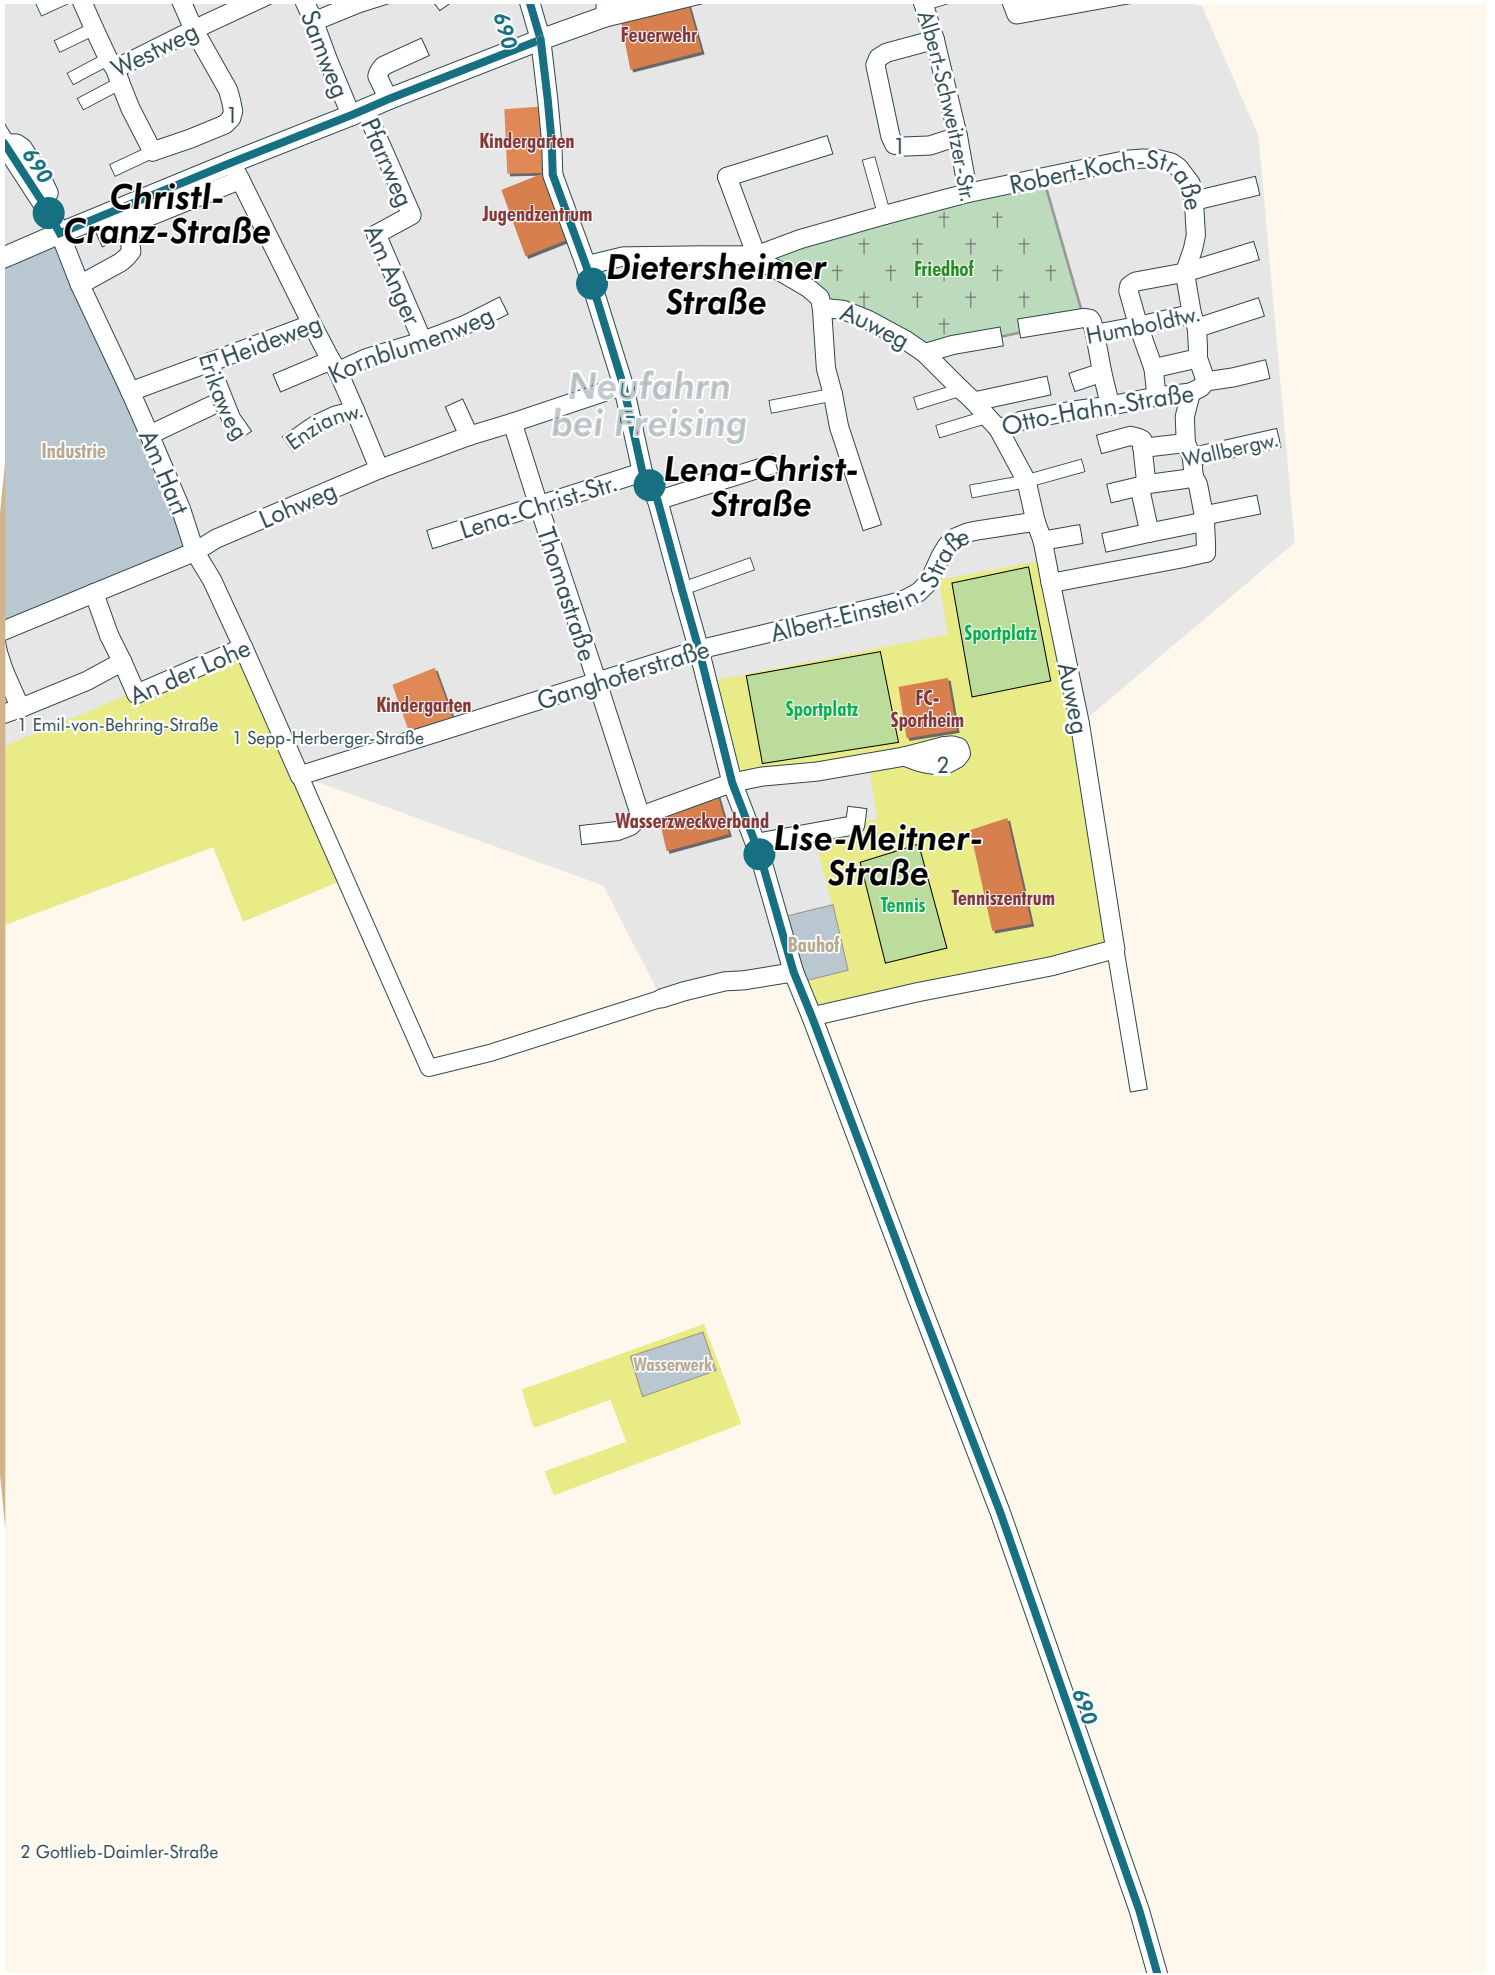 690
Feuerwehr
Samweg
Albert-Schweitzer-Str.
Westweg
1
Pfarrweg
Kindergarten
1
690
Robert-Koch-Straße
Christl-
Cranz-Straße
Jugendzentrum
Am Anger
Dietersheimer
Straße
Friedhof
Heideweg
Kornblumenweg
Auweg
Humboldtw.
Erikaweg
Neufahrn
bei Freising
Enzianw.
Otto-Hahn-Straße
Industrie
Am Hart
Wallbergw.
Lena-Christ-
Straße
Lohweg
Lena-Christ-Str.
Thomastraße
Albert-Einstein-Straße
Sportplatz
An der Lohe
Ganghoferstraße
Auweg
Kindergarten
Sportplatz
FC-
Sportheim
1 Emil-von-Behring-Straße
1 Sepp-Herberger-Straße
2
Wasserzweckverband
Lise-Meitner-
Straße
Tennis
Tenniszentrum
Bauhof
Wasserwerk
690
2 Gottlieb-Daimler-Straße